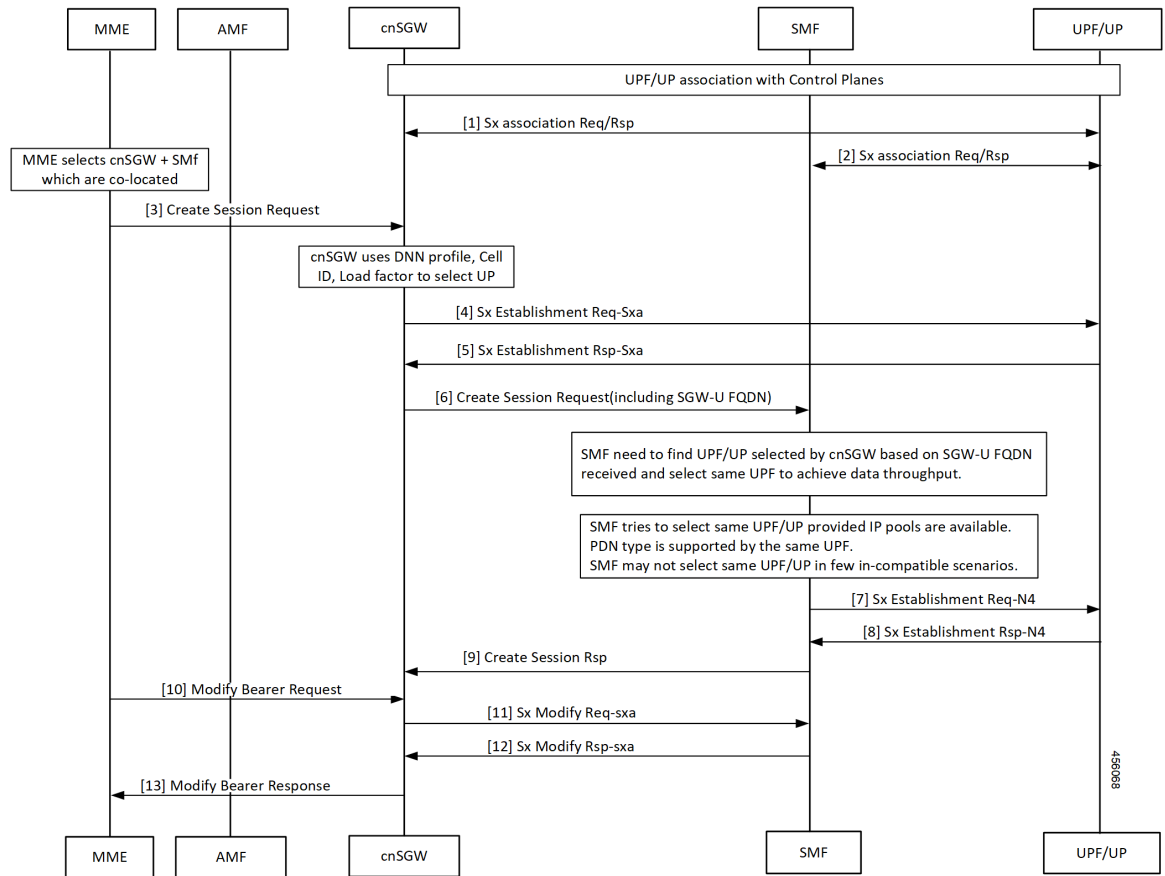 MME
AMF
cnSGW
SMF
UPF/UP
UPF/UP association with Control Planes
[1] Sx association Req/Rsp
[2] Sx association Req/Rsp
MME selects cnSGW + SMf
which are co-located
[3] Create Session Request
cnSGW uses DNN profile, Cell
ID, Load factor to select UP
[4] Sx Establishment Req-Sxa
[5] Sx Establishment Rsp-Sxa
[6] Create Session Request(including SGW-U FQDN)
SMF need to find UPF/UP selected by cnSGW based on SGW-U FQDN
received and select same UPF to achieve data throughput.
SMF tries to select same UPF/UP provided IP pools are available.
PDN type is supported by the same UPF.
SMF may not select same UPF/UP in few in-compatible scenarios.
[7] Sx Establishment Req-N4
[8] Sx Establishment Rsp-N4
[9] Create Session Rsp
[10] Modify Bearer Request
[11] Sx Modify Req-sxa
[12] Sx Modify Rsp-sxa
[13] Modify Bearer Response
456068
MME
AMF
cnSGW
SMF
UPF/UP